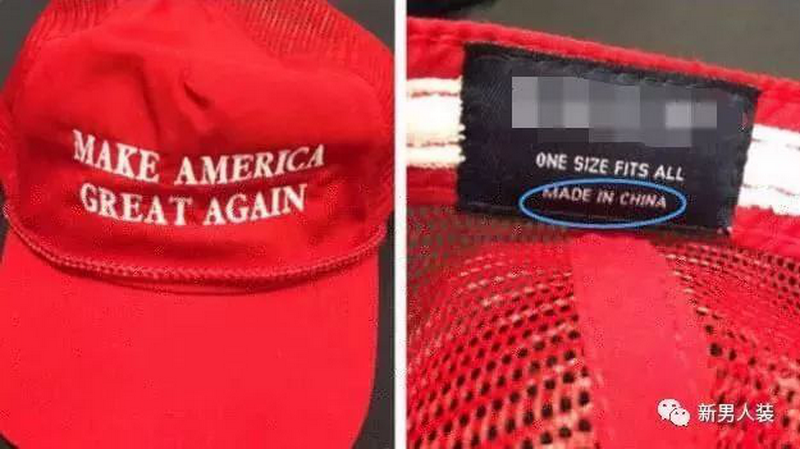 MAKE AMERICA
GREAT AGAIN
ONE SIZE FITS ALL
MADE IN CHINA
新男人装